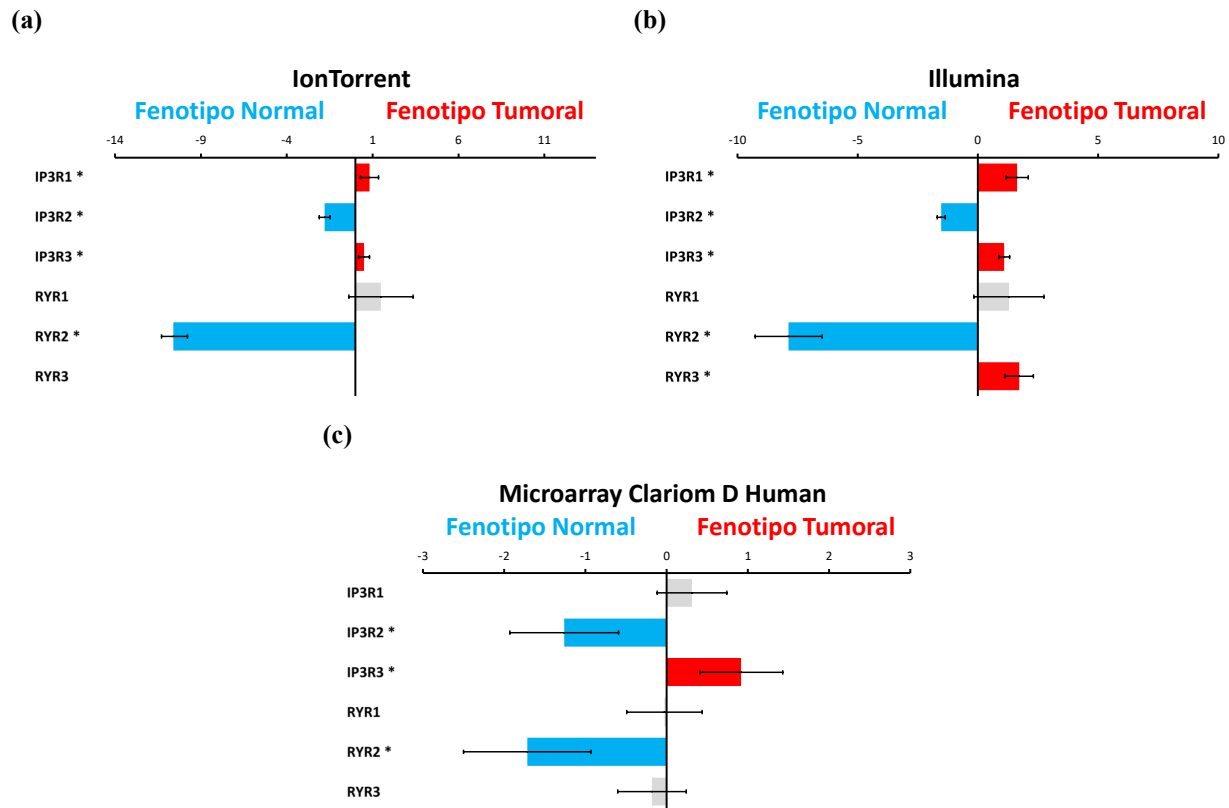 (a)
IonTorrent
Fenotipo Normal Fenotipo Tumoral
-14 -9 -4 1 6 11
IP3R1 *
IP3R2 *
IP3R3 *
RYR1
RYR2 *
RYR3
(b)
Illumina
Fenotipo Normal Fenotipo Tumoral
-10 -5 0 5 10
IP3R1 *
IP3R2 *
IP3R3 *
RYR1
RYR2 *
RYR3 *
(c)
Microarray Clariom D Human
Fenotipo Normal Fenotipo Tumoral
-3 -2 -1 0 1 2 3
IP3R1
IP3R2 *
IP3R3 *
RYR1
RYR2 *
RYR3